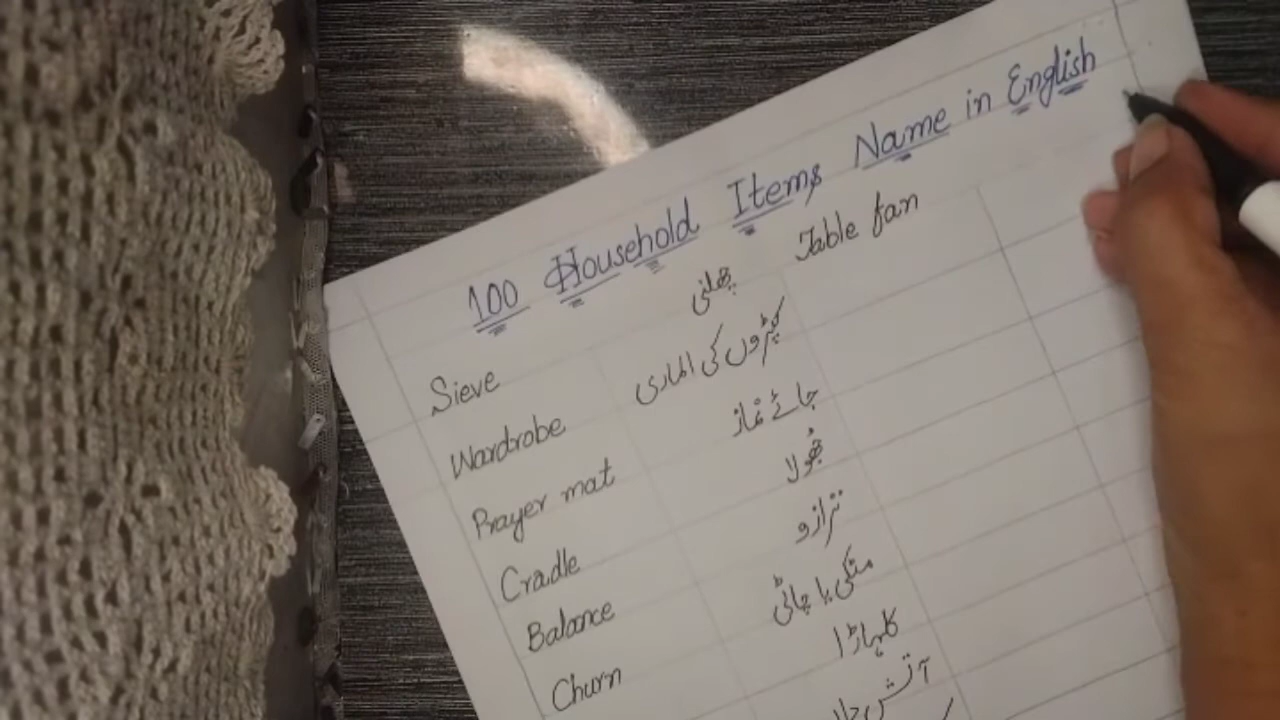 100 Household Items Name in English
Sieve چھلنی Table fan
Wardrobe کپڑوں کی الماری
Prayer mat جائے نماز
Cradle جھولا
Balance ترازو
Churn مٹکی یا چاٹی
کلہاڑا
آتش